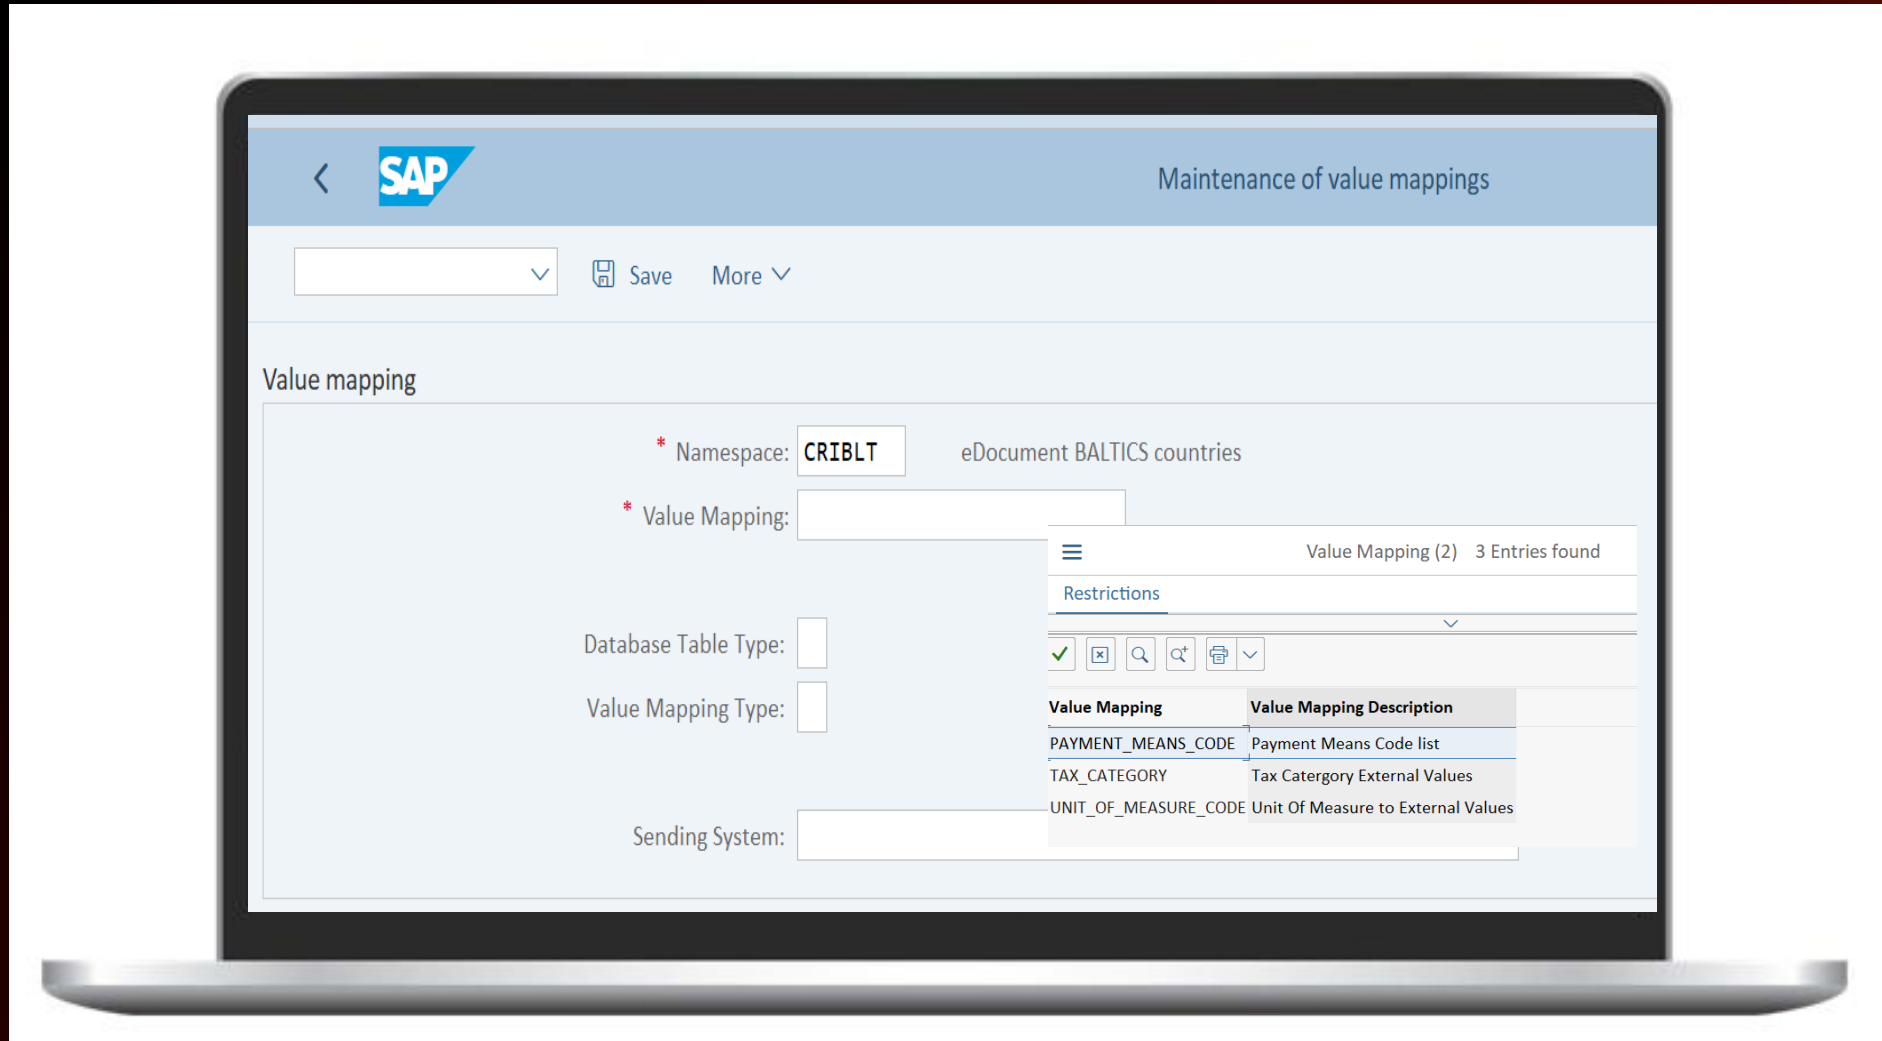 SAP
Maintenance of value mappings
Save
More
Value mapping
* Namespace: CRIBLT eDocument BALTICS countries
* Value Mapping:
Database Table Type:
Value Mapping Type:
Sending System:
Value Mapping (2) 3 Entries found
Restrictions
Value Mapping Value Mapping Description
PAYMENT_MEANS_CODE Payment Means Code list
TAX_CATEGORY Tax Catergory External Values
UNIT_OF_MEASURE_CODE Unit Of Measure to External Values